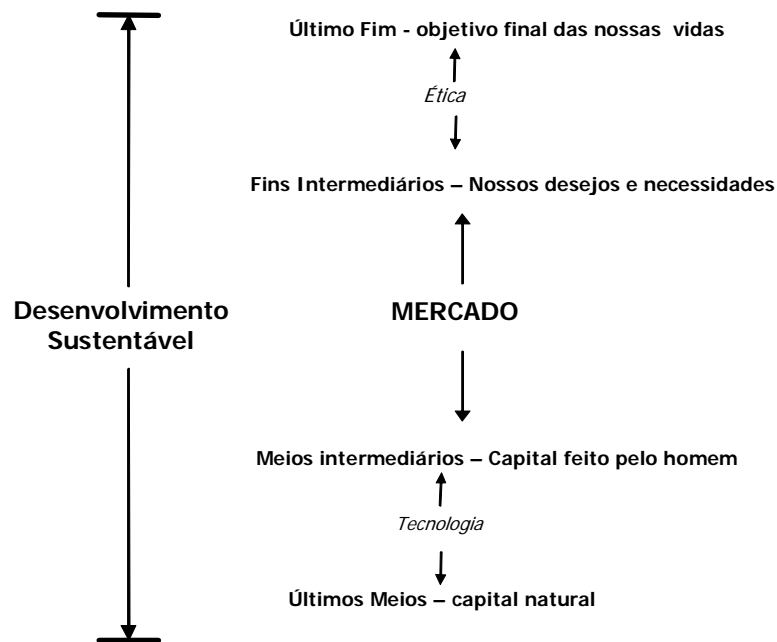 Último Fim - objetivo final das nossas vidas
Ética
Fins Intermediários – Nossos desejos e necessidades
Desenvolvimento
Sustentável
MERCADO
Meios intermediários – Capital feito pelo homem
Tecnologia
Últimos Meios – capital natural